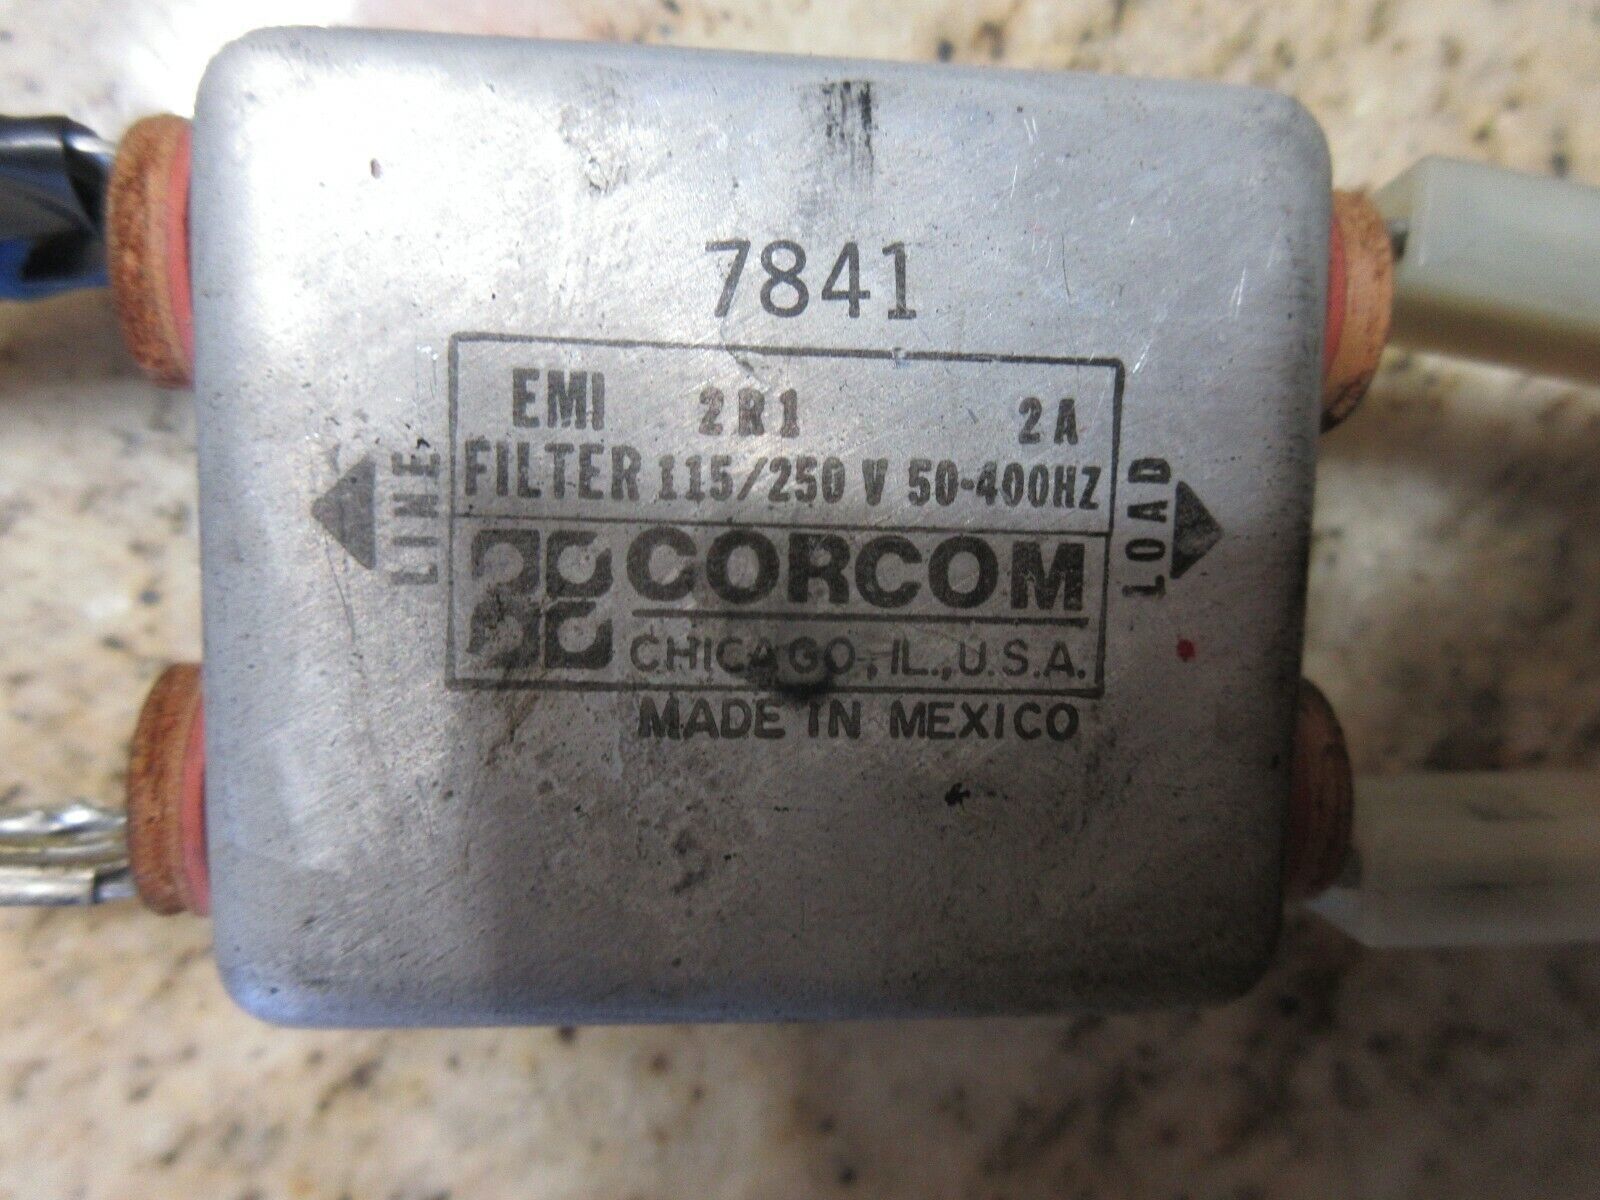 7841
EMI 2R1 2A
FILTER 115/250 V 50-400HZ
LINE
LOAD
CORCOM
CHICAGO, IL., U.S.A.
MADE IN MEXICO